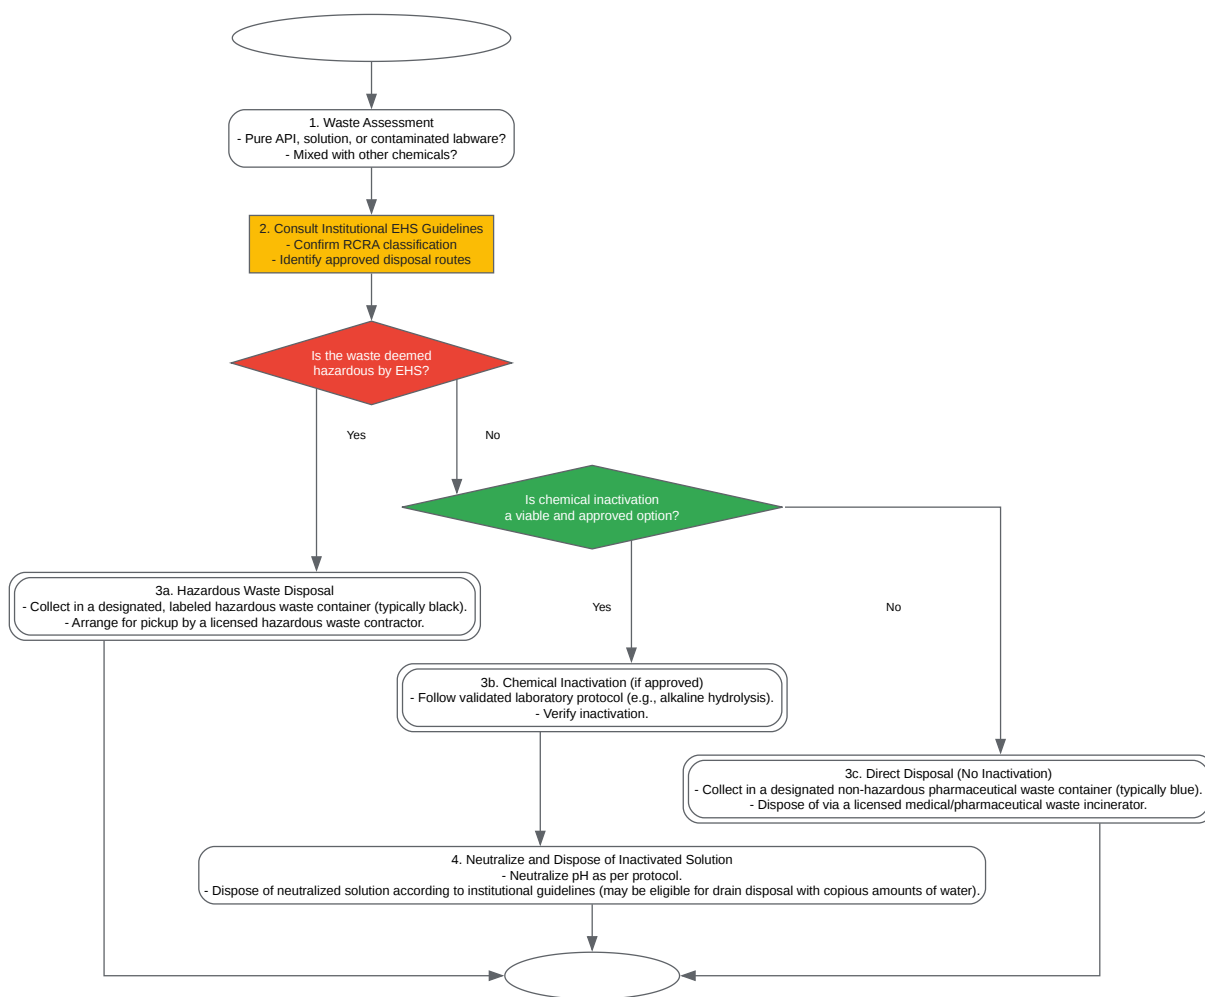 1. Waste Assessment
- Pure API, solution, or contaminated labware?
- Mixed with other chemicals?
2. Consult Institutional EHS Guidelines
- Confirm RCRA classification
- Identify approved disposal routes
Is the waste deemed
hazardous by EHS?
Yes
No
Is chemical inactivation
a viable and approved option?
3a. Hazardous Waste Disposal
- Collect in a designated, labeled hazardous waste container (typically black).
- Arrange for pickup by a licensed hazardous waste contractor.
Yes
No
3b. Chemical Inactivation (if approved)
- Follow validated laboratory protocol (e.g., alkaline hydrolysis).
- Verify inactivation.
3c. Direct Disposal (No Inactivation)
- Collect in a designated non-hazardous pharmaceutical waste container (typically blue).
- Dispose of via a licensed medical/pharmaceutical waste incinerator.
4. Neutralize and Dispose of Inactivated Solution
- Neutralize pH as per protocol.
- Dispose of neutralized solution according to institutional guidelines (may be eligible for drain disposal with copious amounts of water).